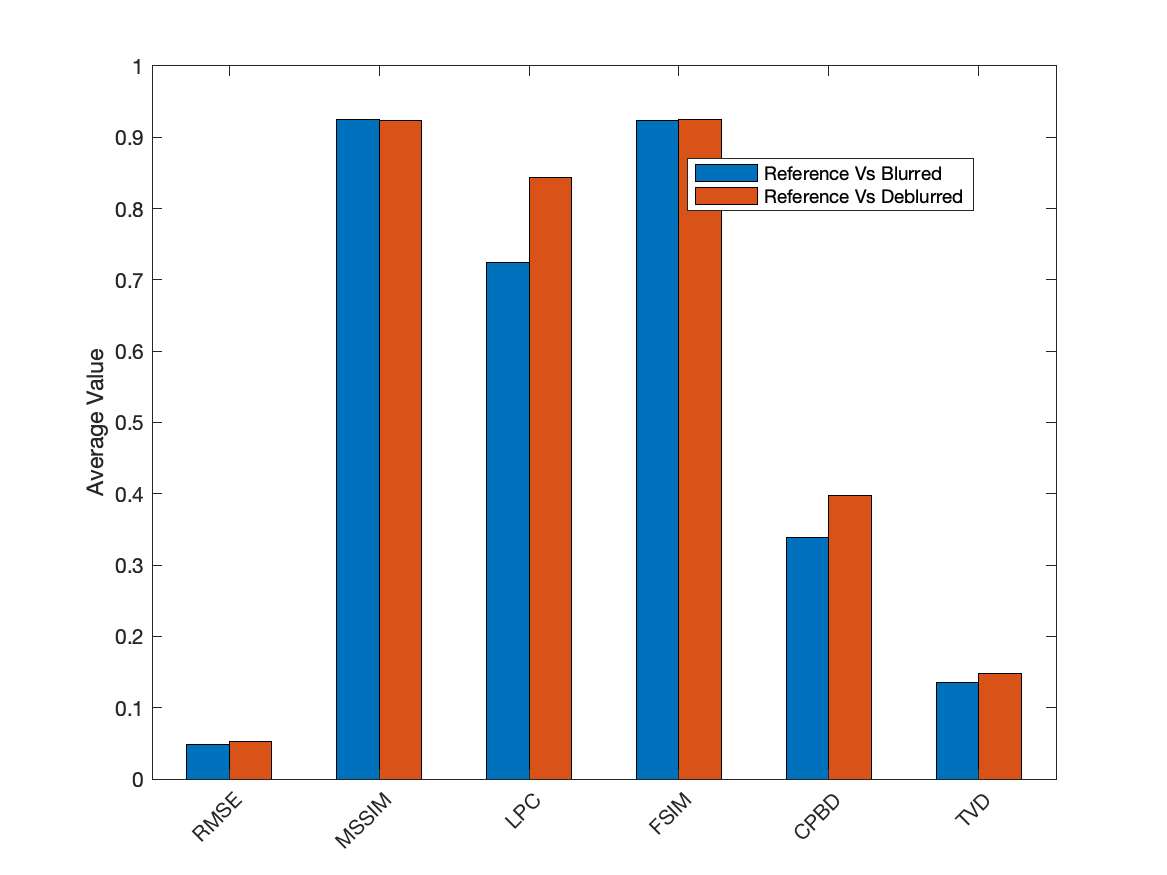 1
0.9
0.8
0.7
0.6
0.5
0.4
0.3
0.2
0.1
0
Average Value
Reference Vs Blurred
Reference Vs Deblurred
RMSE
MSSIM
LPC
FSIM
CPBD
TVD